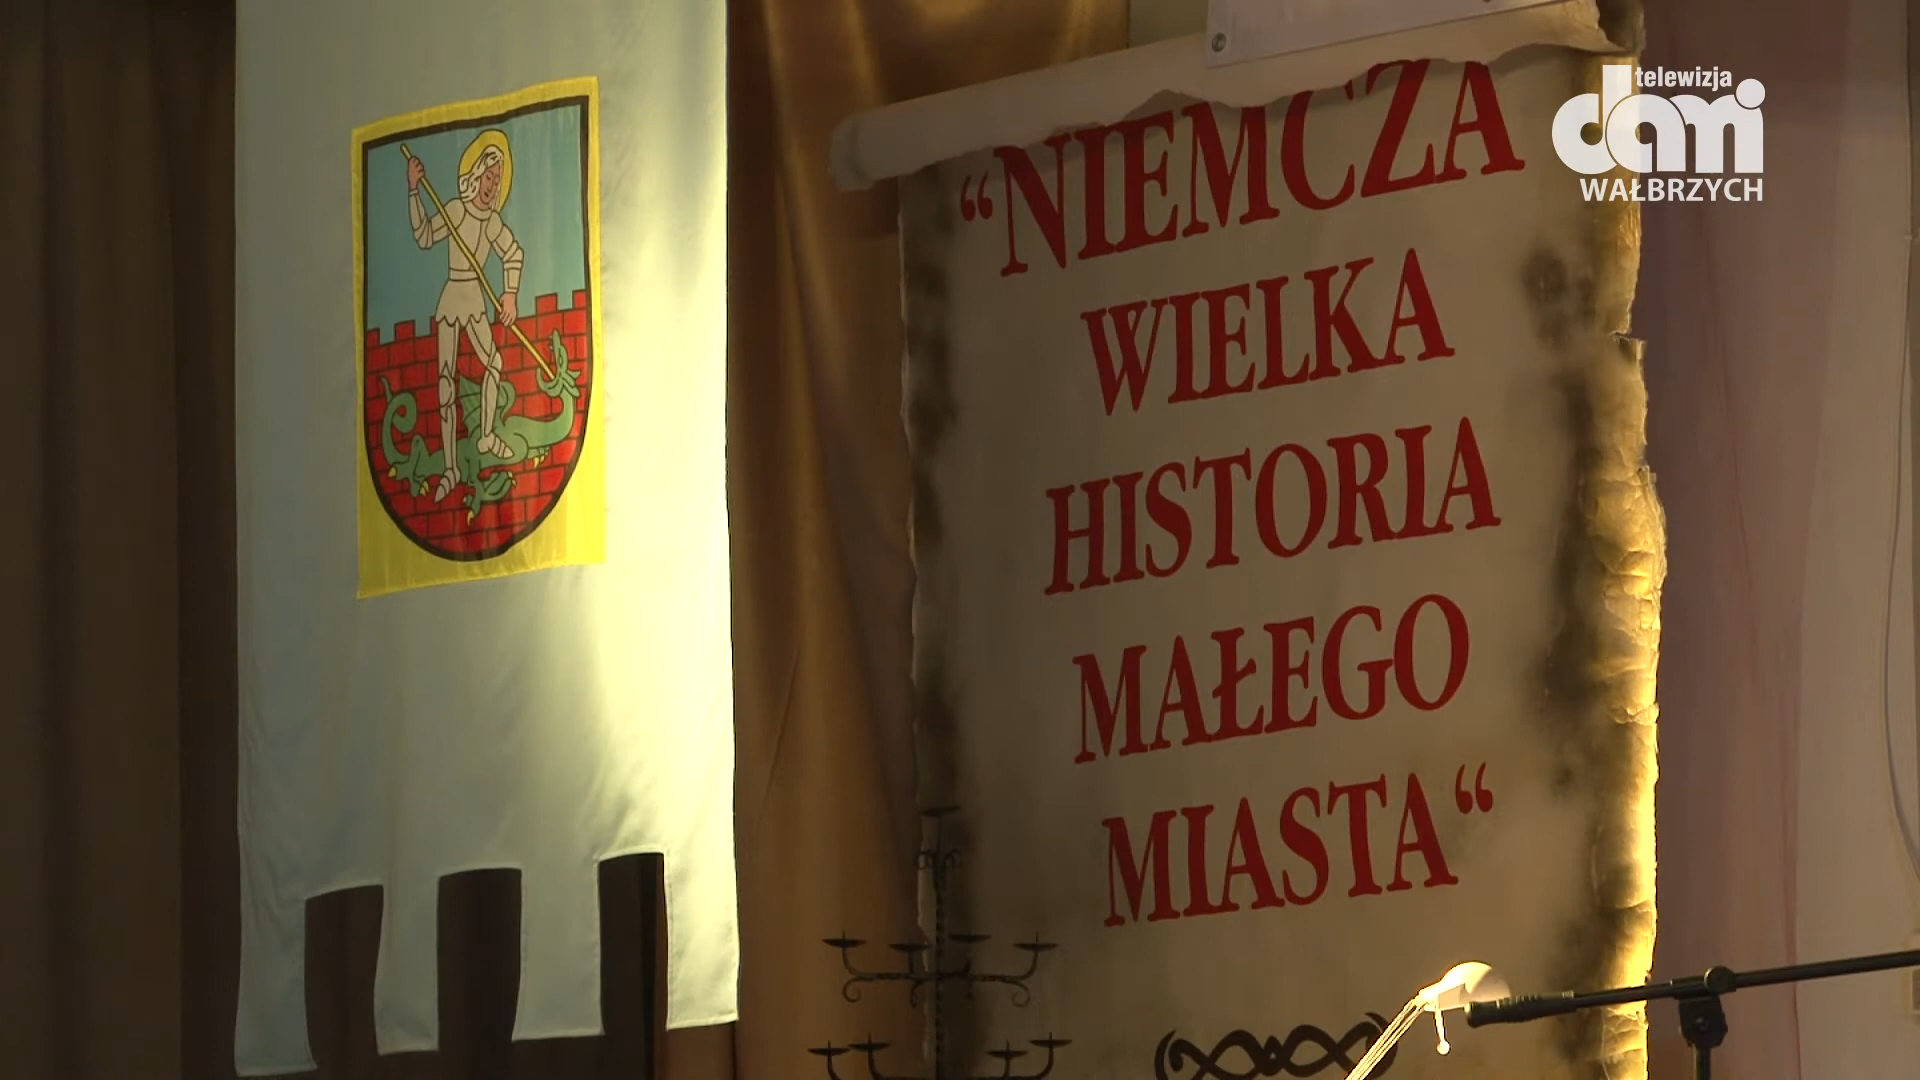 telewizja
dami
WAŁBRZYCH
“NIEMCZA
WIELKA
HISTORIA
MAŁEGO
MIASTA“